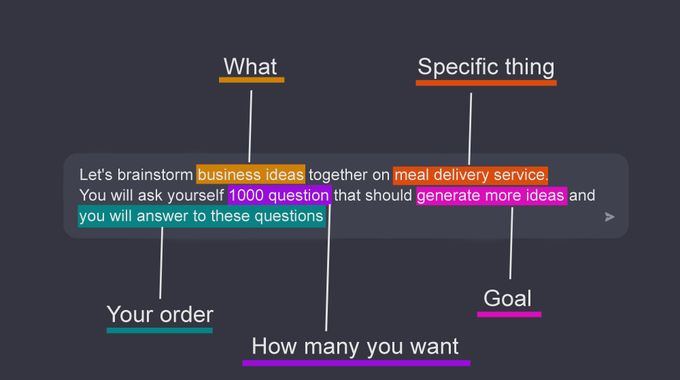 What
Specific thing
Let's brainstorm business ideas together on meal delivery service.
You will ask yourself 1000 question that should generate more ideas and
you will answer to these questions
Goal
Your order
How many you want